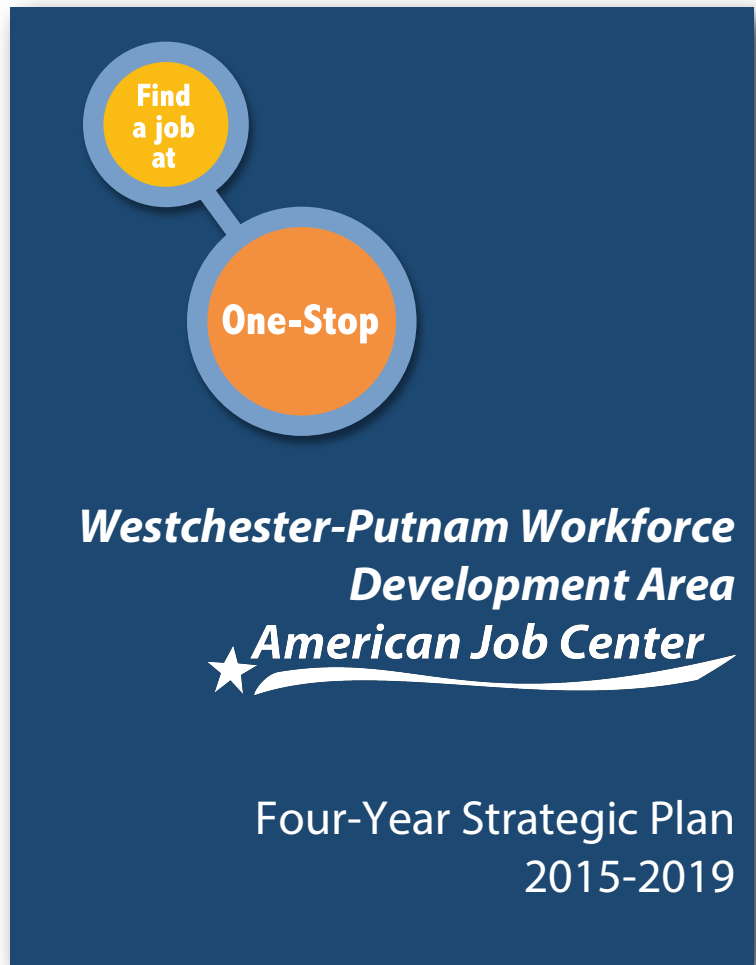 Find
a job
at
One-Stop
Westchester-Putnam Workforce
Development Area
American Job Center
Four-Year Strategic Plan
2015-2019